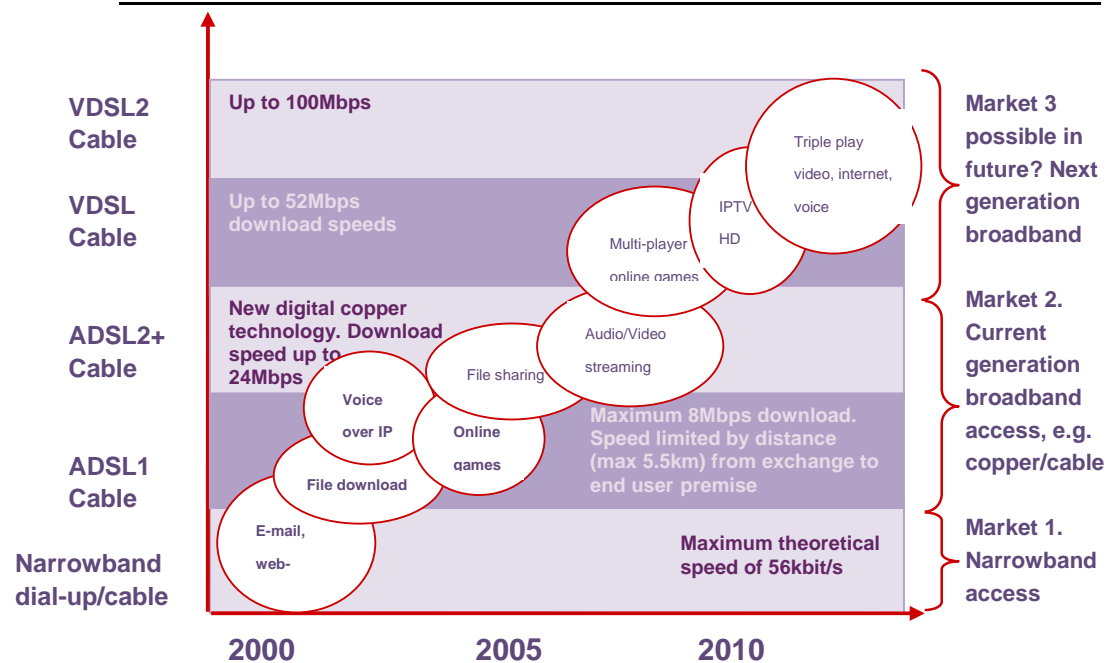 VDSL2
Cable
Up to 100Mbps
Triple play
video, internet,
voice
Market 3
possible in
future? Next
generation
broadband
VDSL
Cable
Up to 52Mbps
download speeds
IPTV
HD
Multi-player
online games
ADSL2+
Cable
New digital copper
technology. Download
speed up to
24Mbps
File sharing
Audio/Video
streaming
Market 2.
Current
generation
broadband
access, e.g.
copper/cable
ADSL1
Cable
Voice
over IP
Online
games
File download
Maximum 8Mbps download.
Speed limited by distance
(max 5.5km) from exchange to
end user premise
Narrowband
dial-up/cable
E-mail,
web-
Maximum theoretical
speed of 56kbit/s
Market 1.
Narrowband
access
2000
2005
2010